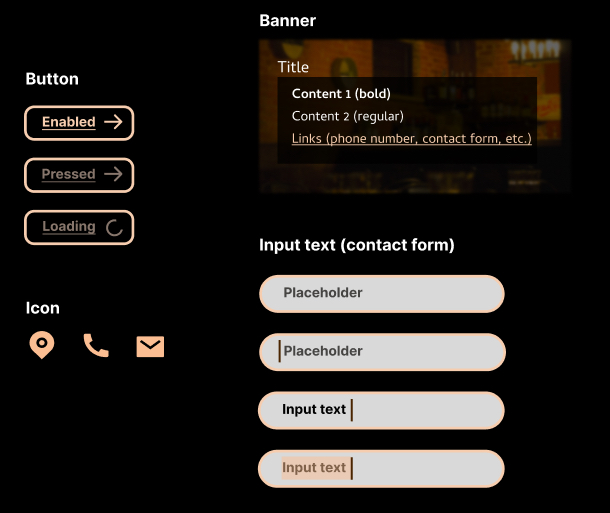 Button
Enabled
Pressed
Loading
Icon
Banner
Title
Content 1 (bold)
Content 2 (regular)
Links (phone number, contact form, etc.)
Input text (contact form)
Placeholder
Placeholder
Input text
Input text